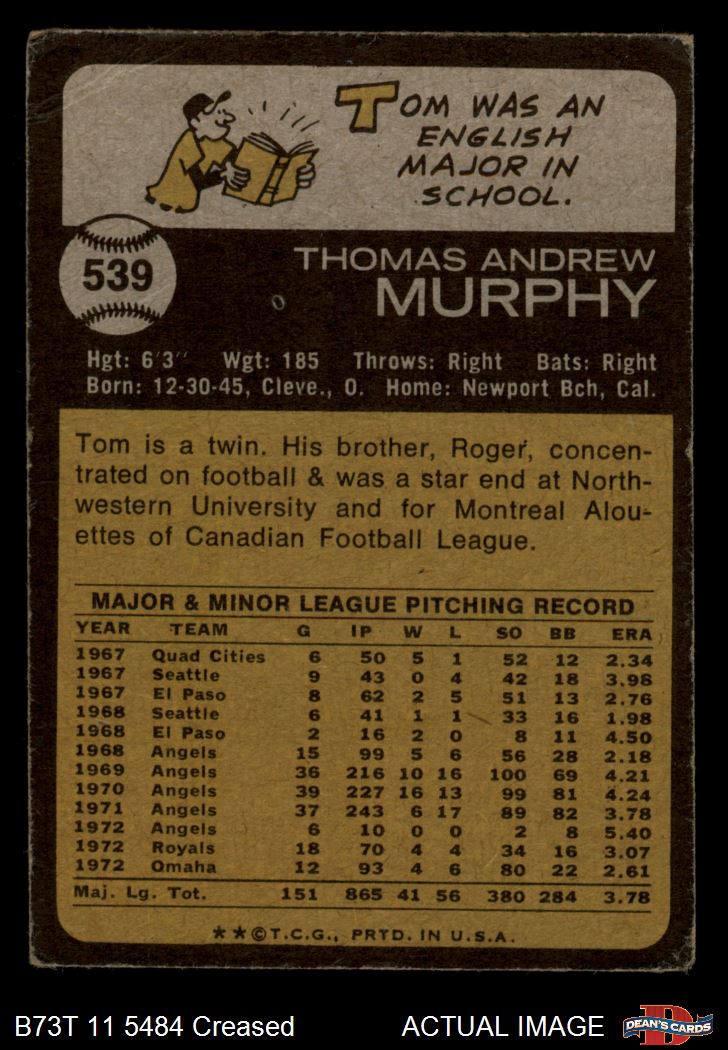 TOM WAS AN
ENGLISH
MAJOR IN
SCHOOL.
539
THOMAS ANDREW
MURPHY
Hgt: 6'3" Wgt: 185 Throws: Right Bats: Right
Born: 12-30-45, Cleve., O. Home: Newport Bch, Cal.
Tom is a twin. His brother, Roger, concen-
trated on football & was a star end at North-
western University and for Montreal Alou-
ettes of Canadian Football League.
MAJOR & MINOR LEAGUE PITCHING RECORD
YEAR TEAM G IP W L SO BB ERA
1967 Quad Cities 6 50 5 1 52 12 2.34
1967 Seattle 9 43 0 4 42 18 3.98
1967 El Paso 8 62 2 5 51 13 2.76
1968 Seattle 6 41 1 1 33 16 1.98
1968 El Paso 2 16 2 0 8 11 4.50
1968 Angels 15 99 5 6 56 28 2.18
1969 Angels 36 216 10 16 100 69 4.21
1970 Angels 39 227 16 13 99 81 4.24
1971 Angels 37 243 6 17 89 82 3.78
1972 Angels 6 10 0 0 2 8 5.40
1972 Royals 18 70 4 4 34 16 3.07
1972 Omaha 12 93 4 6 80 22 2.61
Maj. Lg. Tot. 151 865 41 56 380 284 3.78
**©T.C.G., PRTD. IN U.S.A.
B73T 11 5484 Creased ACTUAL IMAGE
D
DEAN'S CARDS